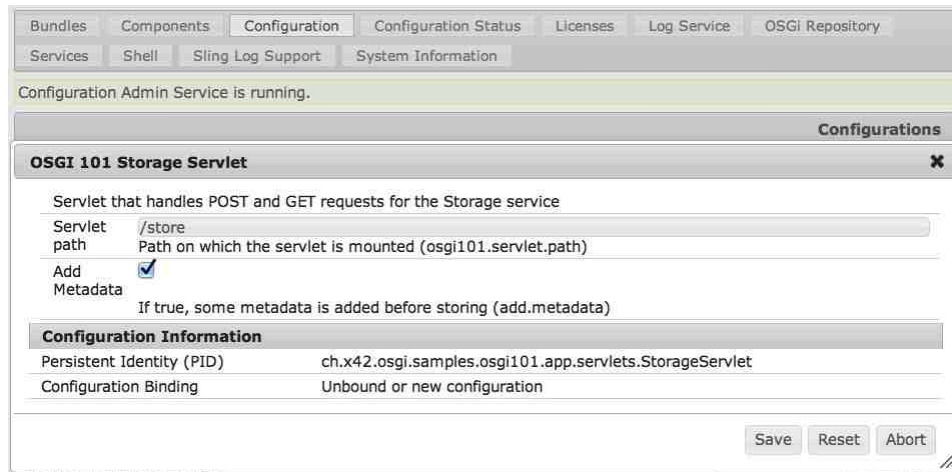 Bundles Components Configuration Configuration Status Licenses Log Service OSGi Repository
Services Shell Sling Log Support System Information
Configuration Admin Service is running.
Configurations
OSGI 101 Storage Servlet
Servlet that handles POST and GET requests for the Storage service
Servlet path /store
Path on which the servlet is mounted (osgi101.servlet.path)
Add Metadata
If true, some metadata is added before storing (add.metadata)
Configuration Information
Persistent Identity (PID) ch.x42.osgi.samples.osgi101.app.servlets.StorageServlet
Configuration Binding Unbound or new configuration
Save Reset Abort